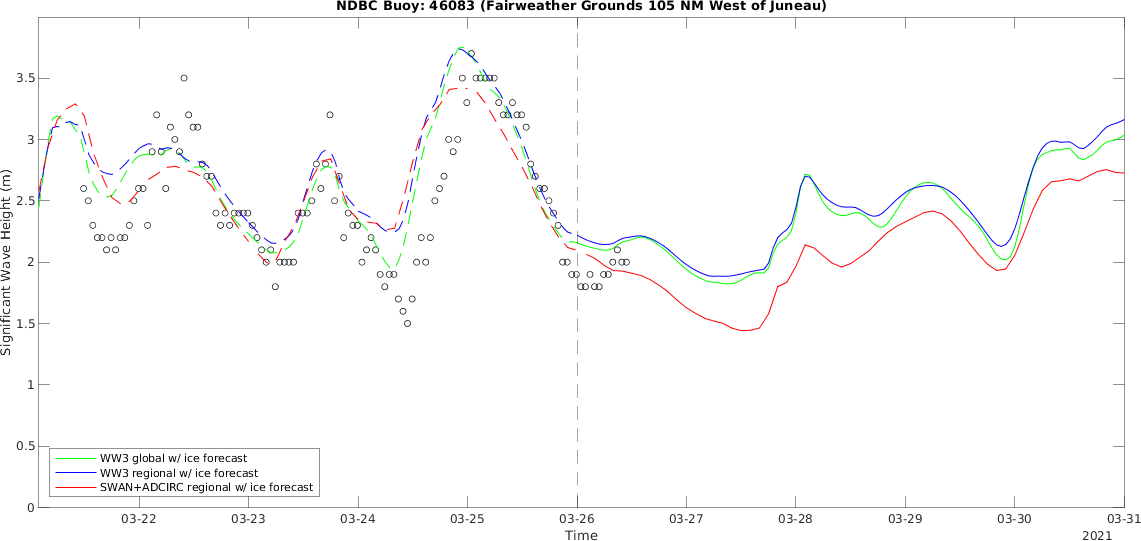 NDBC Buoy: 46083 (Fairweather Grounds 105 NM West of Juneau)
Significant Wave Height (m)
3.5
3
2.5
2
1.5
1
0.5
0
WW3 global w/ ice forecast
WW3 regional w/ ice forecast
SWAN+ADCIRC regional w/ ice forecast
03-22 03-23 03-24 03-25 03-26 03-27 03-28 03-29 03-30 03-31
Time
2021